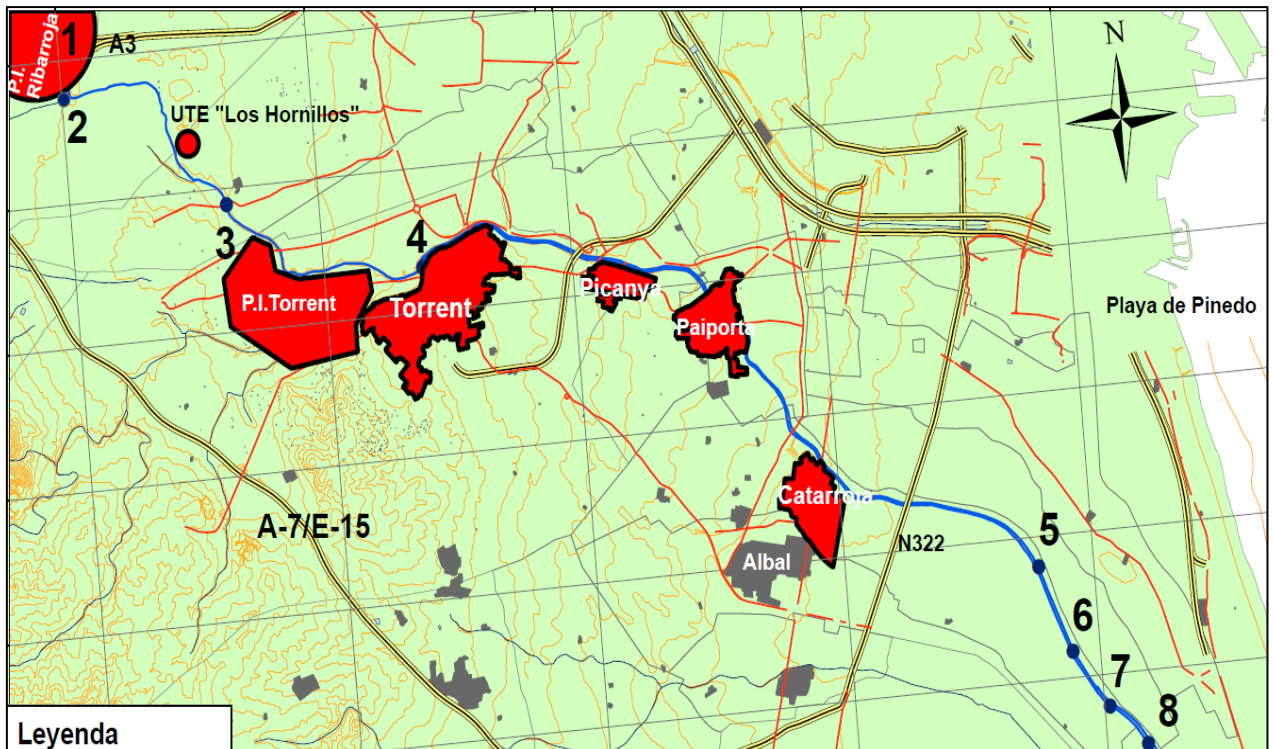 1
P.I.
Ribarroja
A3
2
UTE "Los Hornillos"
N
3
4
P.I.Torrent
Torrent
Picanya
Paiporta
Playa de Pinedo
Catarroja
A-7/E-15
Albal
N322
5
6
7
8
Leyenda